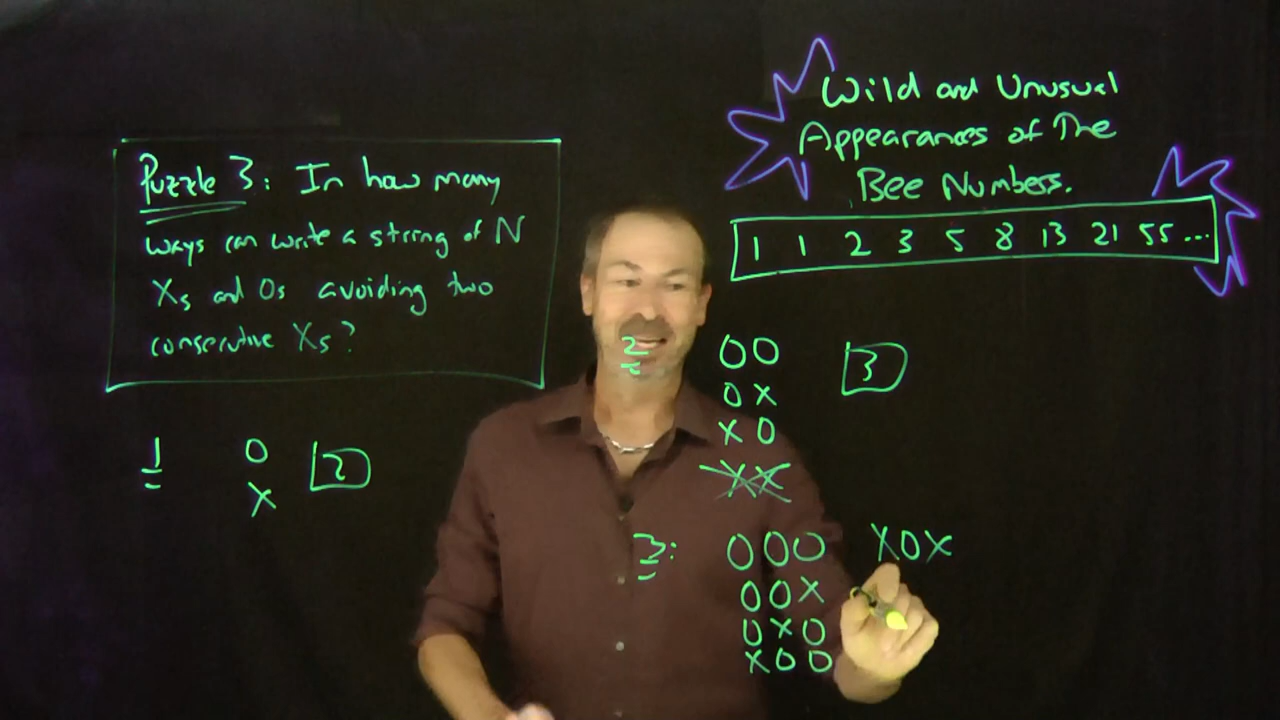 Puzzle 3: In how many
ways can write a string of N
Xs and Os avoiding two
consecutive Xs?
Wild and Unusual
Appearances of The
Bee Numbers.
1 1 2 3 5 8 13 21 55 ...
1 O 2
X
2 OO 3
OX
XO
XX
3: OOO XOX
OOX
OXO
XOO